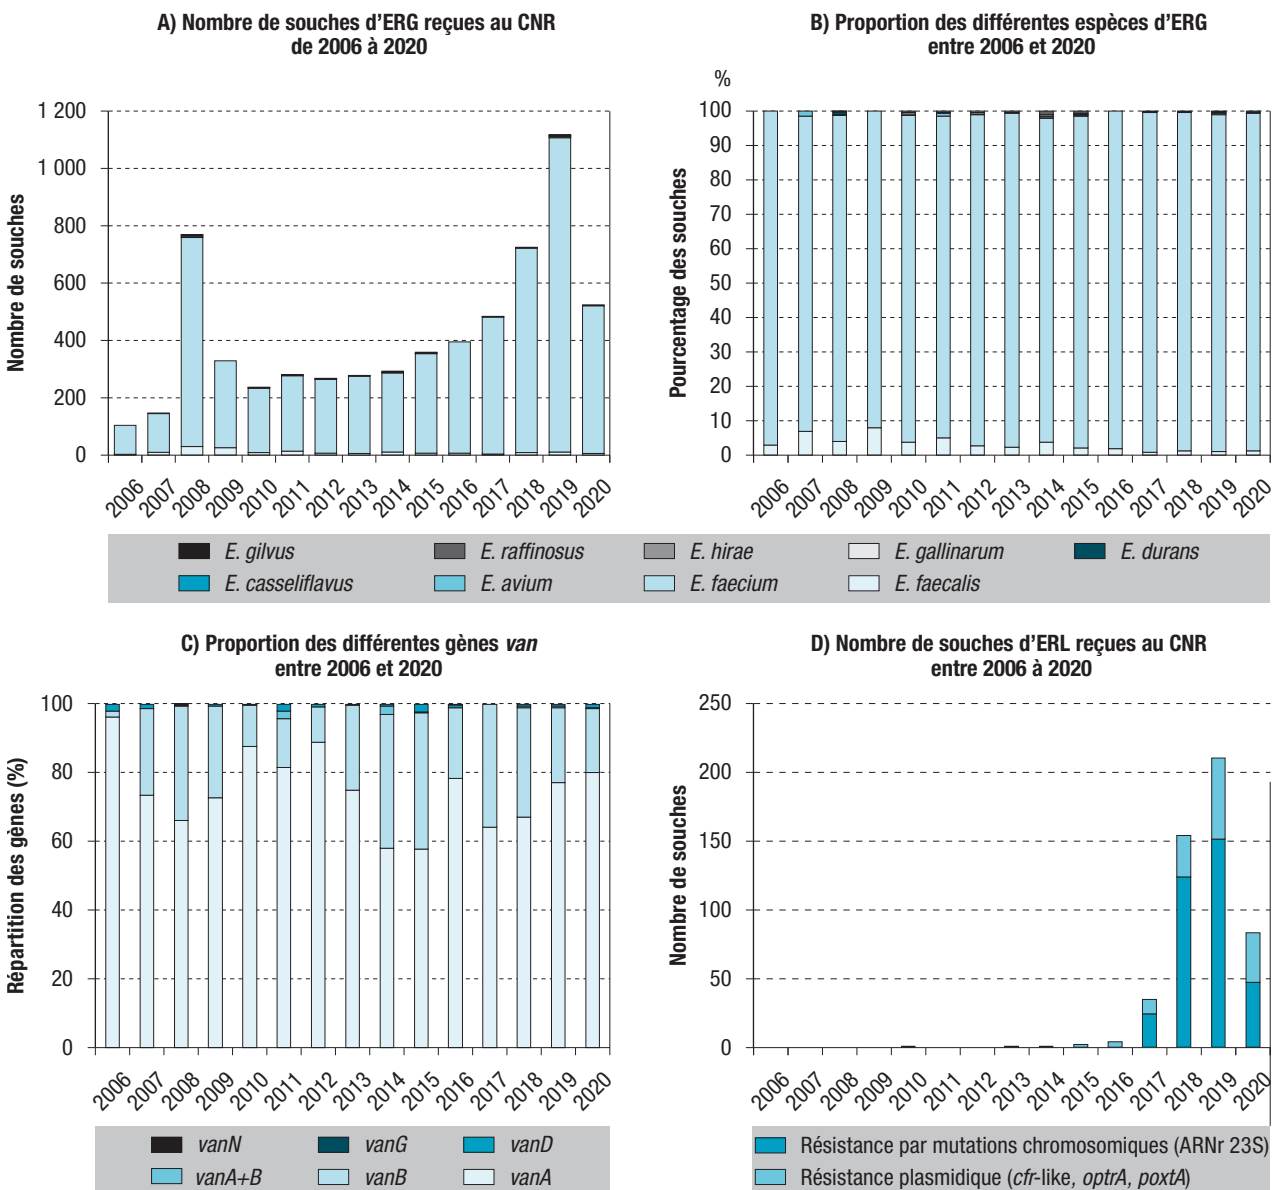 A) Nombre de souches d'ERG reçues au CNR
de 2006 à 2020
Nombre de souches
1 200
1 000
800
600
400
200
0
2006 2007 2008 2009 2010 2011 2012 2013 2014 2015 2016 2017 2018 2019 2020
B) Proportion des différentes espèces d'ERG
entre 2006 et 2020
%
Pourcentage des souches
100
90
80
70
60
50
40
30
20
10
0
2006 2007 2008 2009 2010 2011 2012 2013 2014 2015 2016 2017 2018 2019 2020
E. gilvus E. raffinosus E. hirae E. gallinarum E. durans
E. casseliflavus E. avium E. faecium E. faecalis
C) Proportion des différentes gènes van
entre 2006 et 2020
Répartition des gènes (%)
100
80
60
40
20
0
2006 2007 2008 2009 2010 2011 2012 2013 2014 2015 2016 2017 2018 2019 2020
vanN vanG vanD
vanA+B vanB vanA
D) Nombre de souches d'ERL reçues au CNR
entre 2006 à 2020
Nombre de souches
250
200
150
100
50
0
2006 2007 2008 2009 2010 2011 2012 2013 2014 2015 2016 2017 2018 2019 2020
Résistance par mutations chromosomiques (ARNr 23S)
Résistance plasmidique (cfr-like, optrA, poxtA)